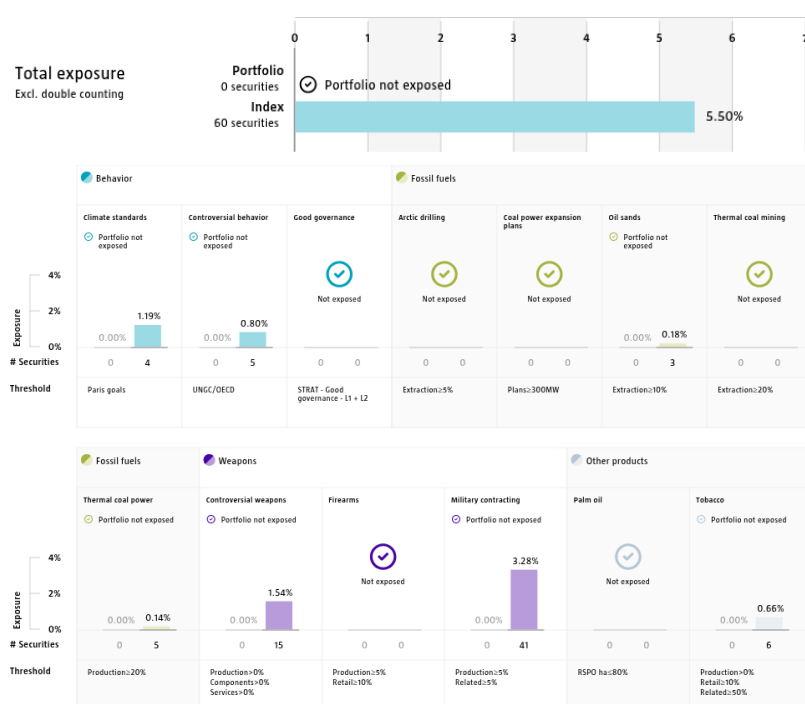 0 1 2 3 4 5 6 7
Total exposure
Excl. double counting
Portfolio
0 securities
Portfolio not exposed
Index
60 securities
5.50%
Behavior
Fossil fuels
Climate standards
Controversial behavior
Good governance
Arctic drilling
Coal power expansion
plans
Oil sands
Thermal coal mining
Portfolio not
exposed
Portfolio not
exposed
Not exposed
Not exposed
Not exposed
Portfolio not
exposed
Not exposed
Exposure
4%
2%
0%
0.00% 1.19%
0.00% 0.80%
0.00% 0.18%
# Securities 0 4 0 5 0 0 0 0 0 0 0 3 0 0
Threshold
Paris goals
UNGC/OECD
STRAT - Good
governance - L1 + L2
Extraction≥5%
Plans≥300MW
Extraction≥10%
Extraction≥20%
Fossil fuels
Weapons
Other products
Thermal coal power
Controversial weapons
Firearms
Military contracting
Palm oil
Tobacco
Portfolio not exposed
Portfolio not exposed
Not exposed
Portfolio not exposed
Not exposed
Portfolio not exposed
Exposure
4%
2%
0%
0.00% 0.14%
0.00% 1.54%
0.00% 3.28%
0.00% 0.66%
# Securities 0 5 0 15 0 0 0 41 0 0 0 6
Threshold
Production≥20%
Production>0%
Components>0%
Services>0%
Production≥5%
Retail≥10%
Production≥5%
Related≥5%
RSPO ha≤80%
Production>0%
Retail≥10%
Related≥50%